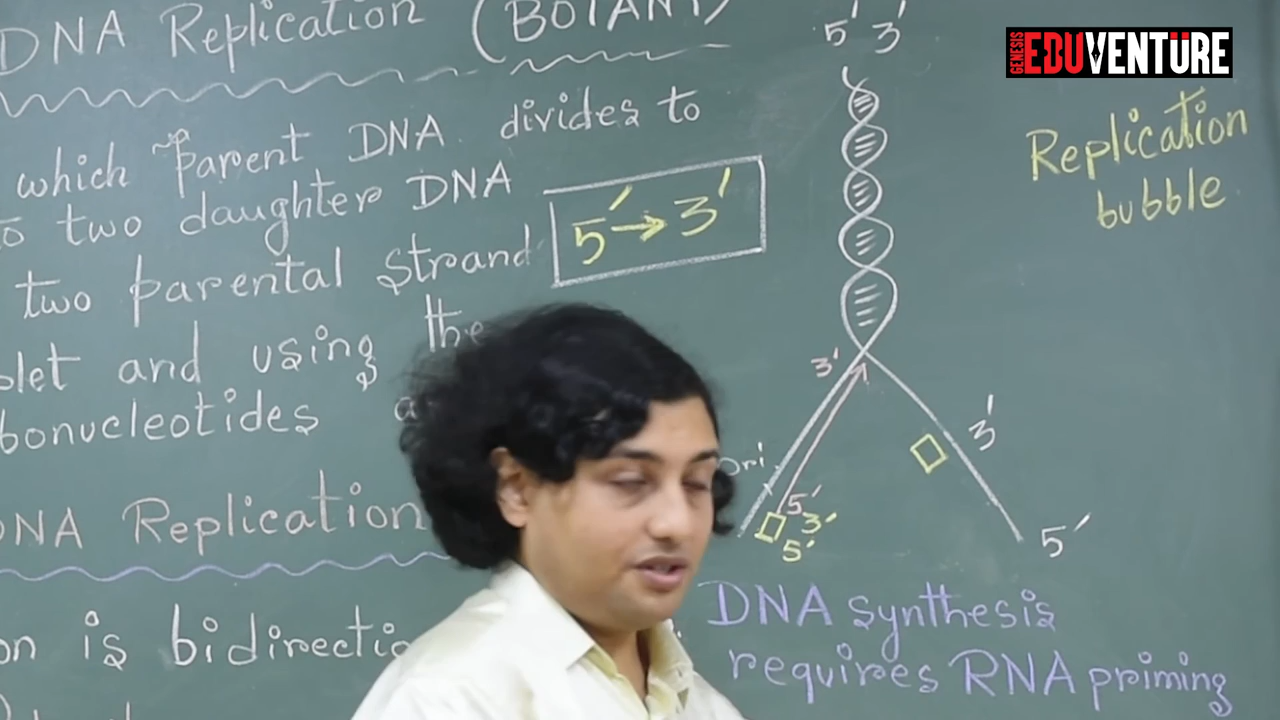 DNA Replication (BOTANY)
which parent DNA divides to
two daughter DNA
two parental strand
and using the
DNA Replication
is bidirectio
5' → 3'
5' 3'
GENESIS EDUVENTURE
Replication
bubble
3'
3'
ori
5'
3'
5'
5'
DNA synthesis
requires RNA priming